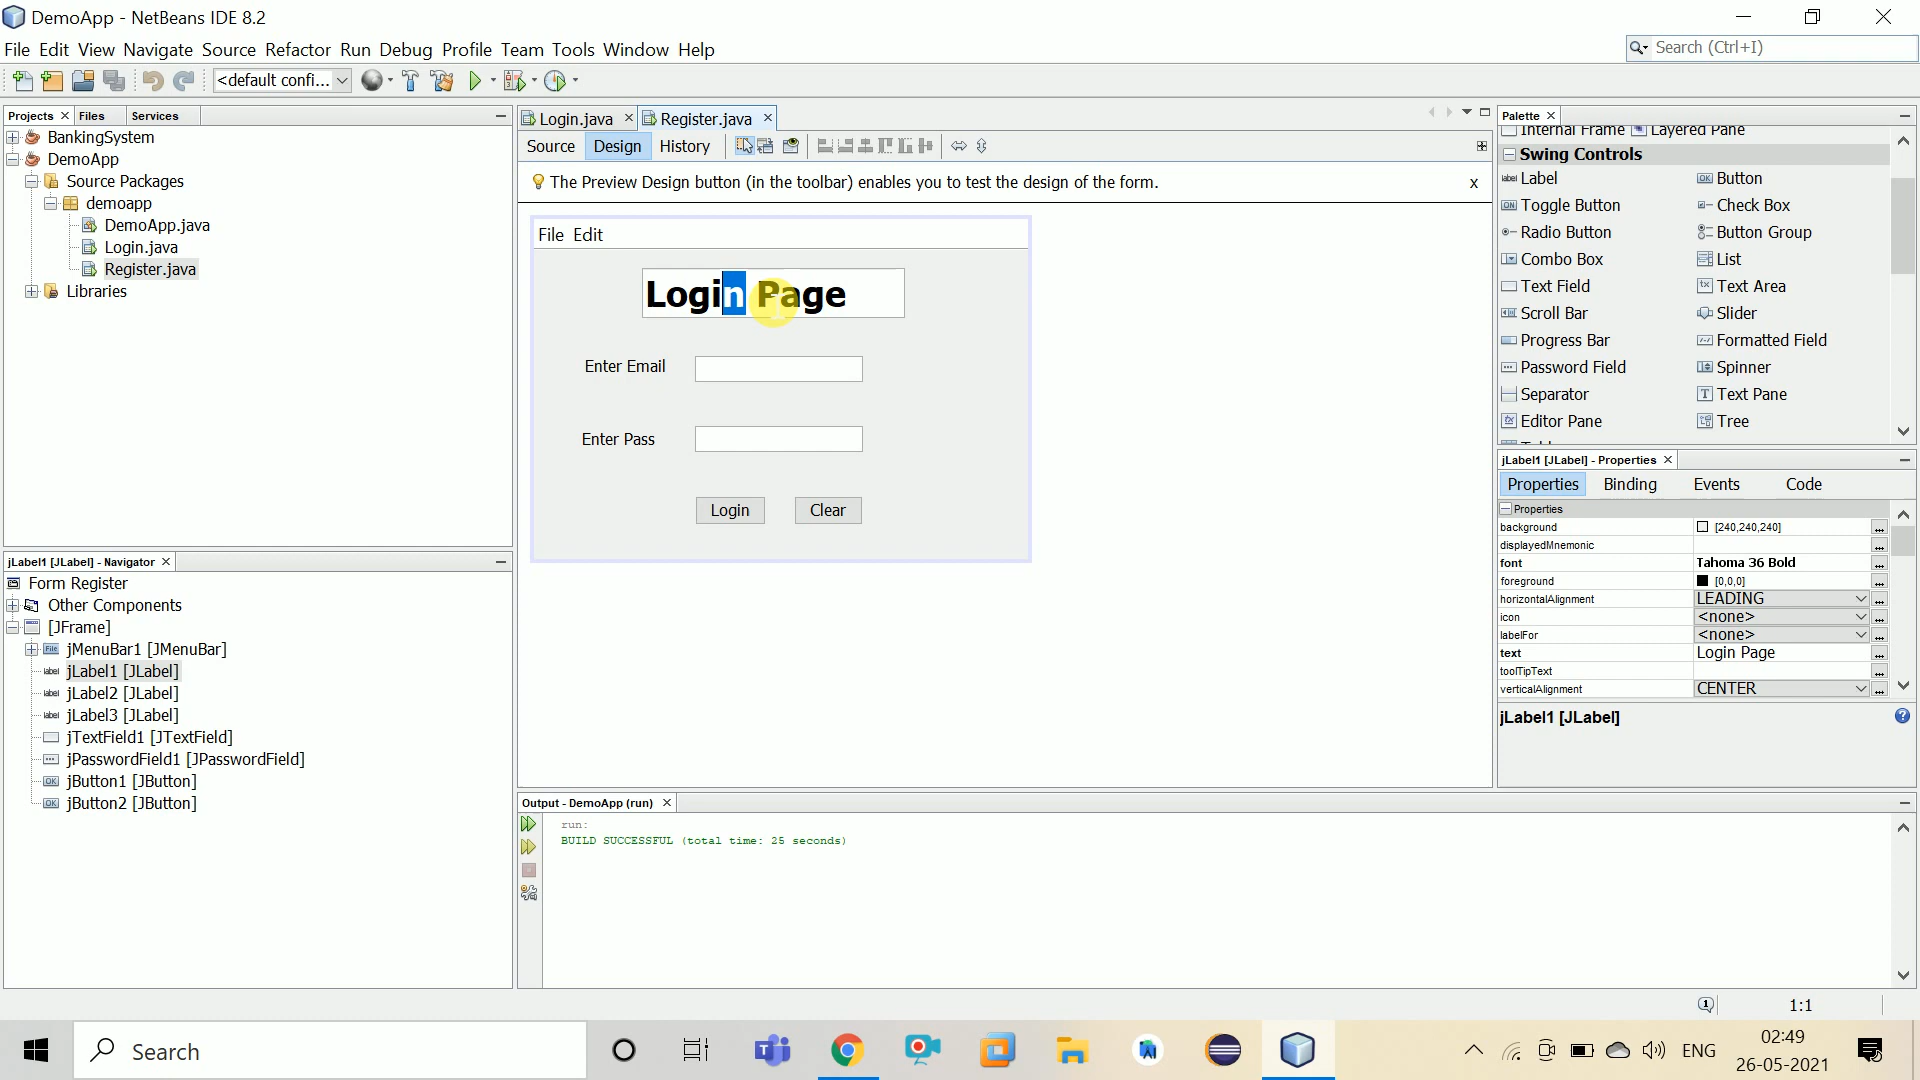 DemoApp - NetBeans IDE 8.2
File Edit View Navigate Source Refactor Run Debug Profile Team Tools Window Help
Search (Ctrl+I)
<default confi...
Projects Files Services
BankingSystem
DemoApp
Source Packages
demoapp
DemoApp.java
Login.java
Register.java
Libraries
jLabel1 [JLabel] - Navigator
Form Register
Other Components
[JFrame]
jMenuBar1 [JMenuBar]
jLabel1 [JLabel]
jLabel2 [JLabel]
jLabel3 [JLabel]
jTextField1 [JTextField]
jPasswordField1 [JPasswordField]
jButton1 [JButton]
jButton2 [JButton]
Login.java Register.java
Source Design History
The Preview Design button (in the toolbar) enables you to test the design of the form. x
File Edit
Login Page
Enter Email
Enter Pass
Login Clear
Output - DemoApp (run)
run:
BUILD SUCCESSFUL (total time: 25 seconds)
Palette
Internal Frame Layered Pane
Swing Controls
Label Button
Toggle Button Check Box
Radio Button Button Group
Combo Box List
Text Field Text Area
Scroll Bar Slider
Progress Bar Formatted Field
Password Field Spinner
Separator Text Pane
Editor Pane Tree
jLabel1 [JLabel] - Properties
Properties Binding Events Code
Properties
background [240,240,240] ...
displayedMnemonic ...
font Tahoma 36 Bold ...
foreground [0,0,0] ...
horizontalAlignment LEADING ...
icon <none> ...
labelFor <none> ...
text Login Page ...
toolTipText ...
verticalAlignment CENTER ...
jLabel1 [JLabel]
1:1
Search
ENG
02:49
26-05-2021